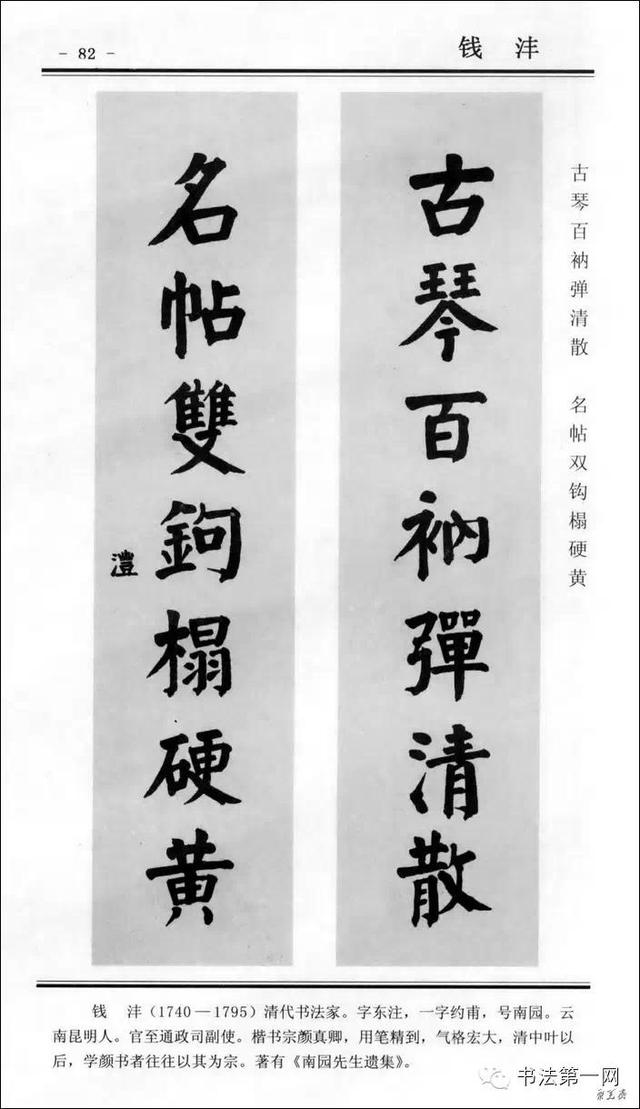 - 82 -
钱 沣
古琴百衲弹清散 名帖双钩榻硬黄
古琴百衲彈清散
名帖雙鉤榻硬黄
灃
钱 沣（1740—1795）清代书法家。字东注，一字约甫，号南园。云
南昆明人。官至通政司副使。楷书宗颜真卿，用笔精到，气格宏大，清中叶以
后，学颜书者往往以其为宗。著有《南园先生遗集》。
书法第一网